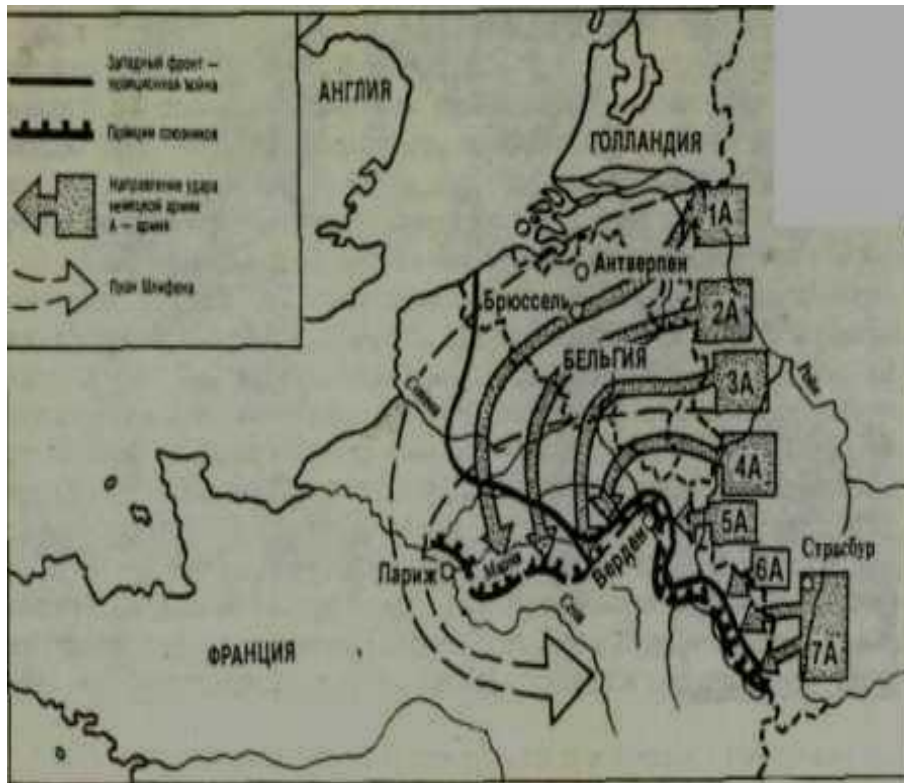 Западный фронт –
позиционная война
Позиции союзников
Направление удара
немецкой армии
А – армия
План Шлифена
АНГЛИЯ
ГОЛЛАНДИЯ
1А
Антверпен
Брюссель
2А
БЕЛЬГИЯ
3А
Рейн
Сомма
4А
5А
Страсбур
6А
Верден
Марна
Париж
7А
ФРАНЦИЯ